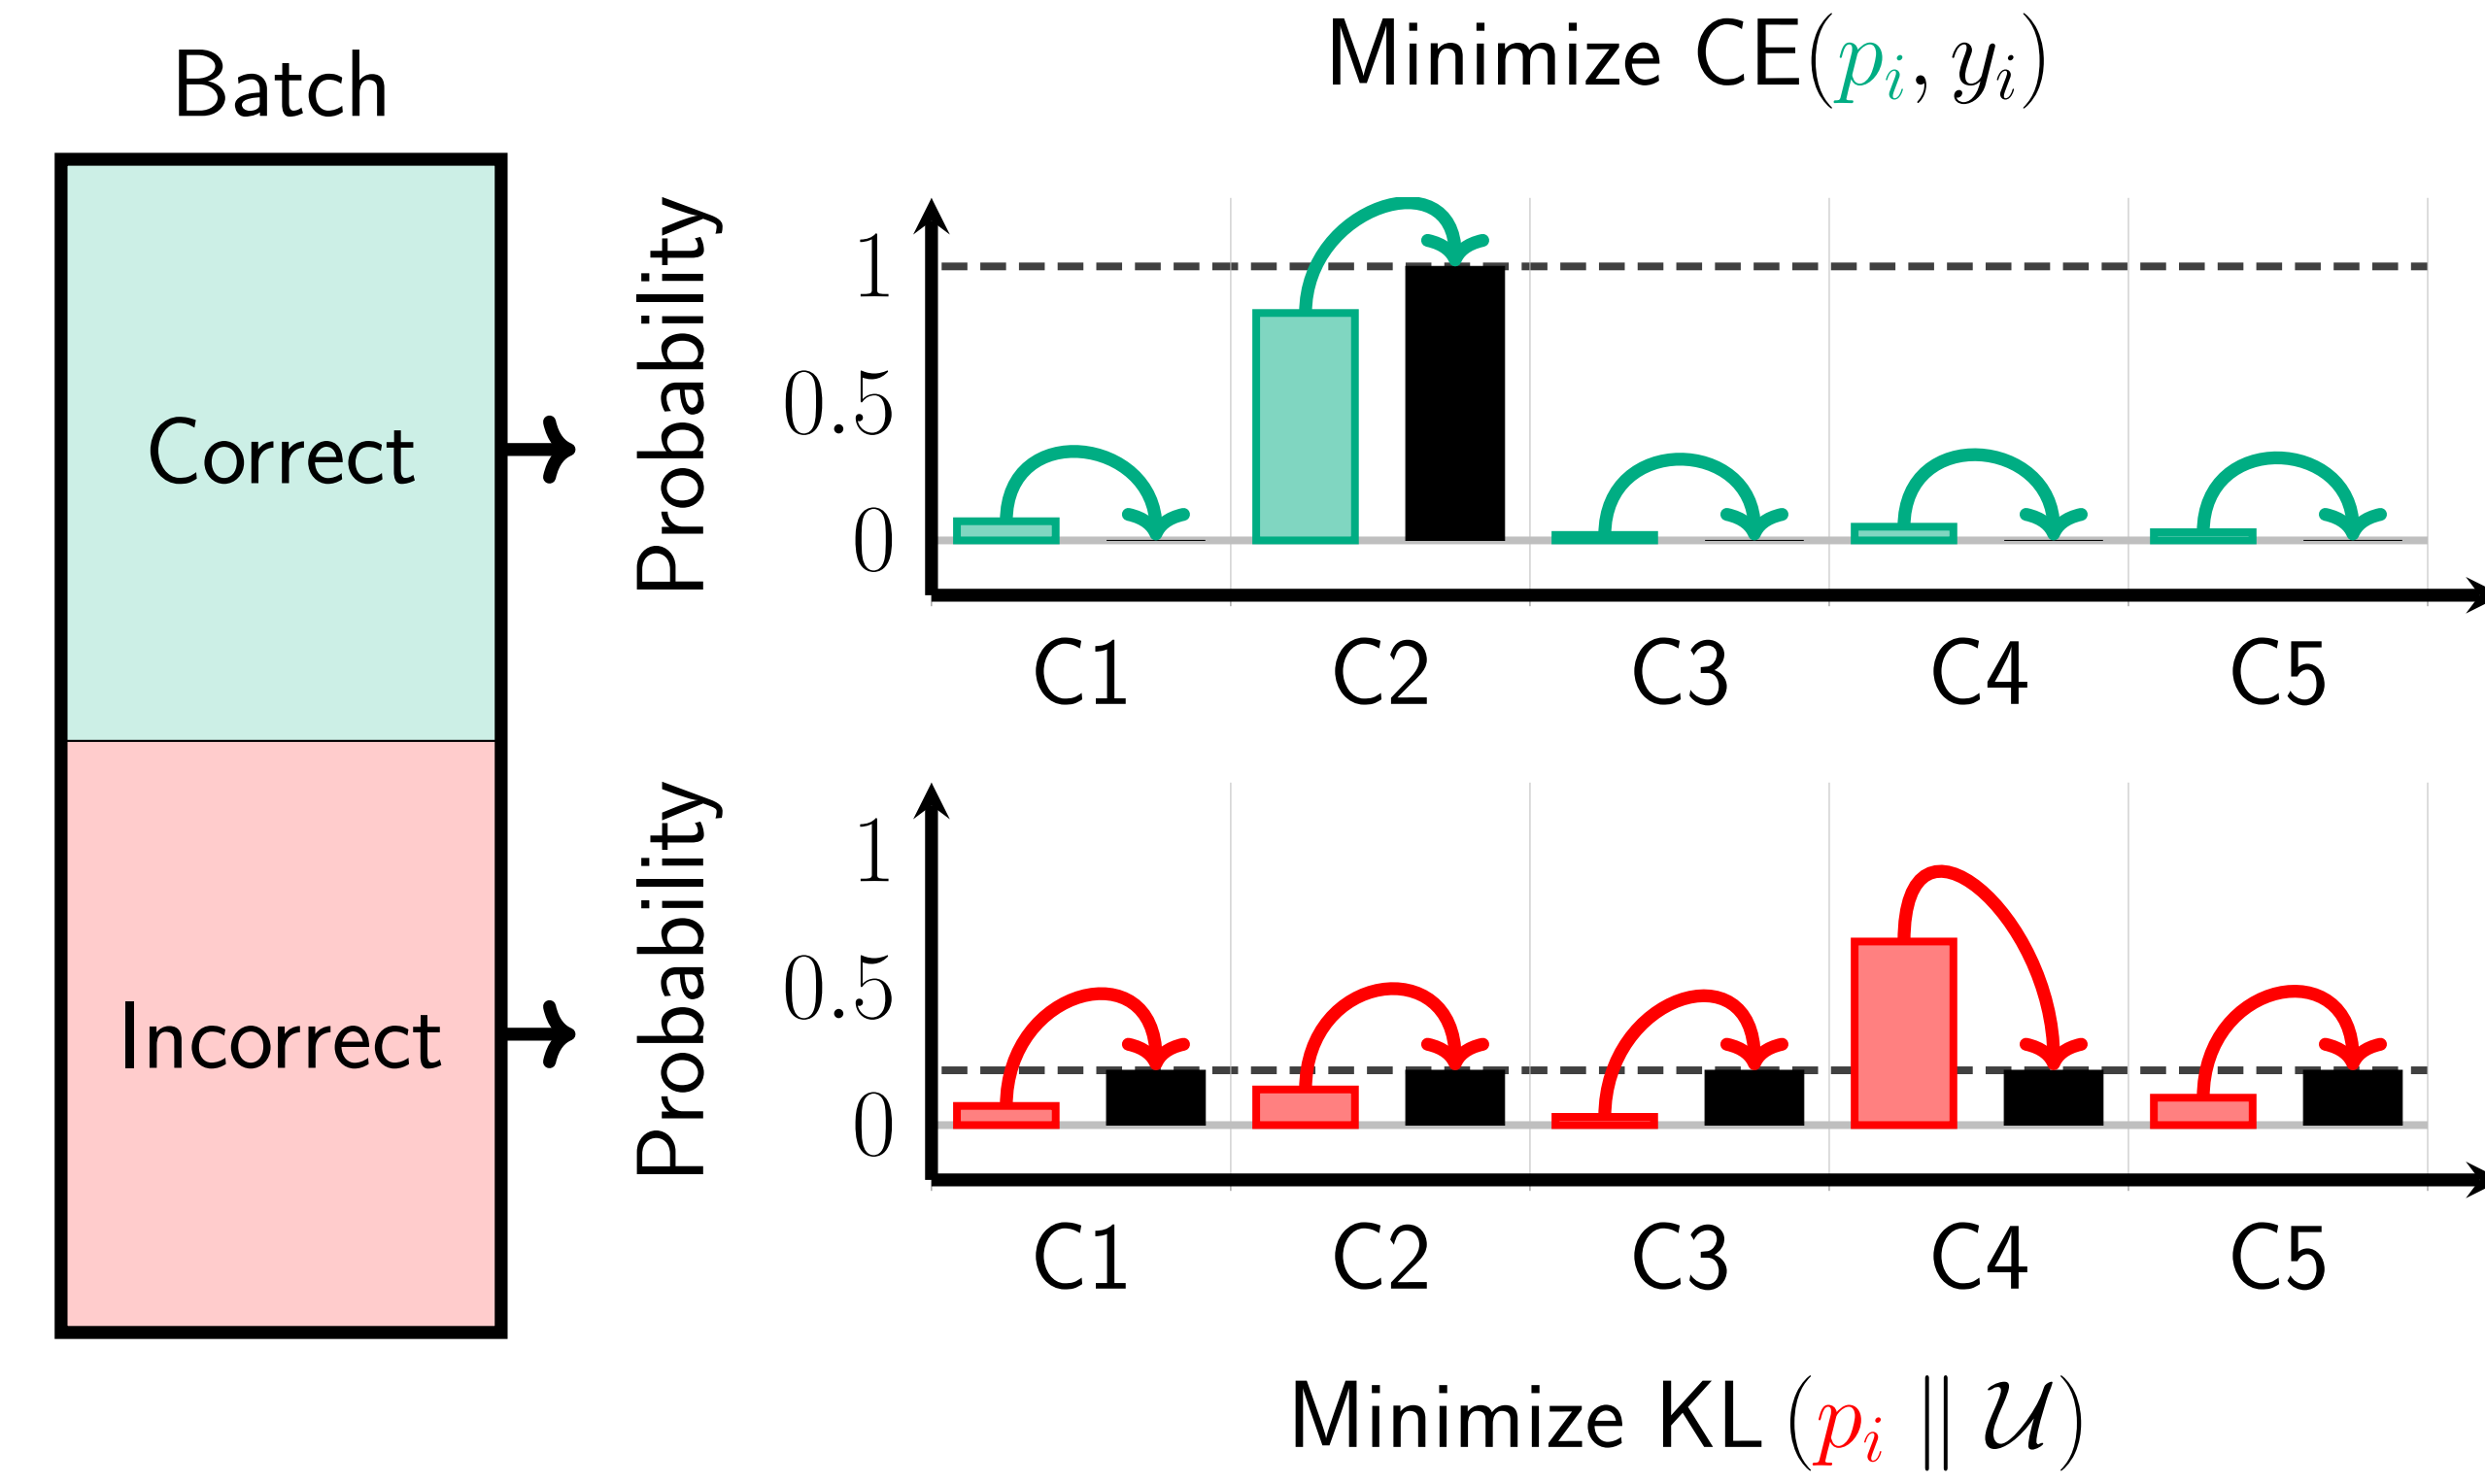 Batch
Correct
Incorrect
Minimize CE(pᵢ, yᵢ)
Probability
1
0.5
0
C1 C2 C3 C4 C5
Probability
1
0.5
0
C1 C2 C3 C4 C5
Minimize KL (pᵢ ‖ 𝒰)